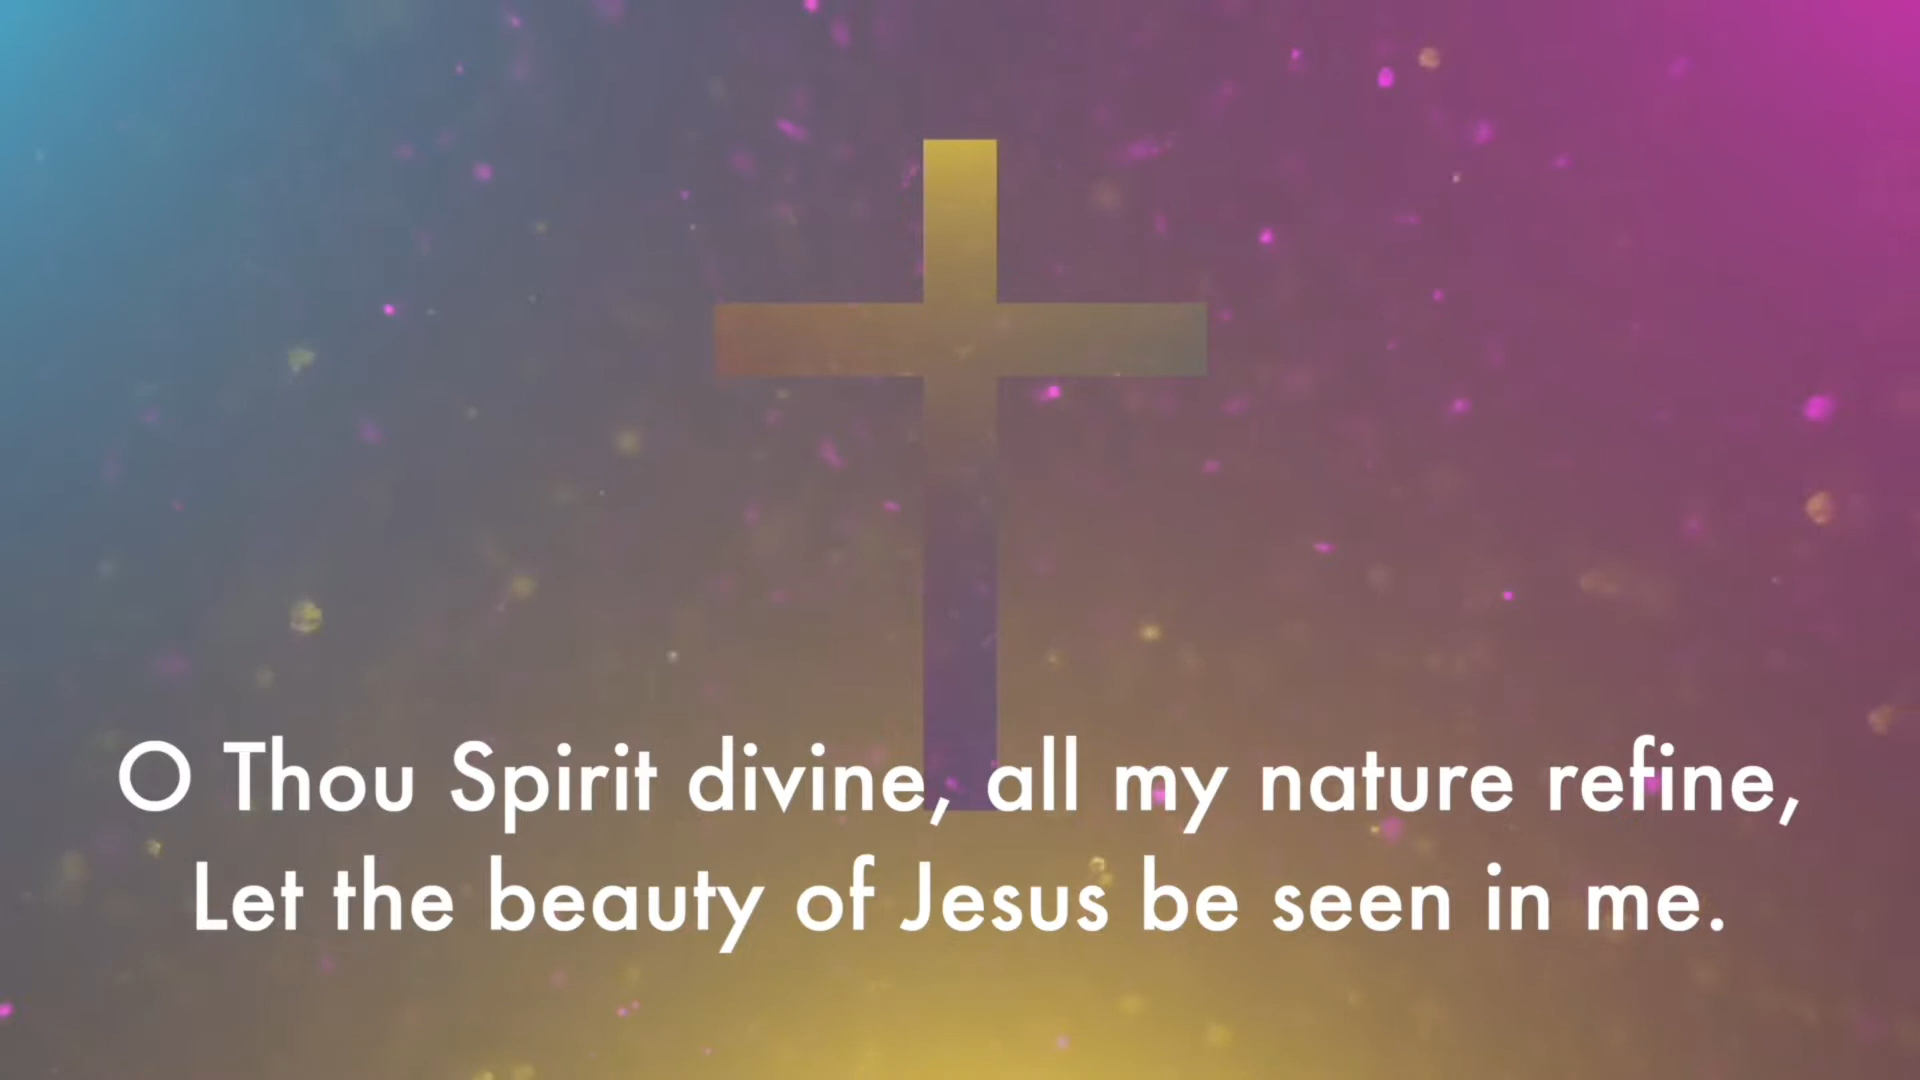 O Thou Spirit divine, all my nature refine,
Let the beauty of Jesus be seen in me.